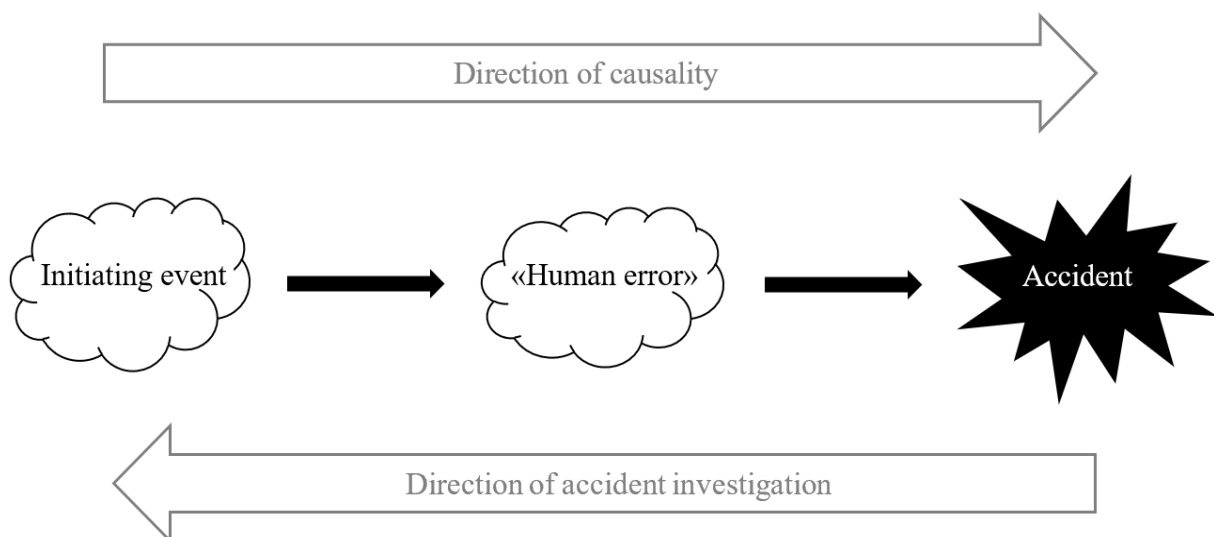 Direction of causality
Initiating event
«Human error»
Accident
Direction of accident investigation